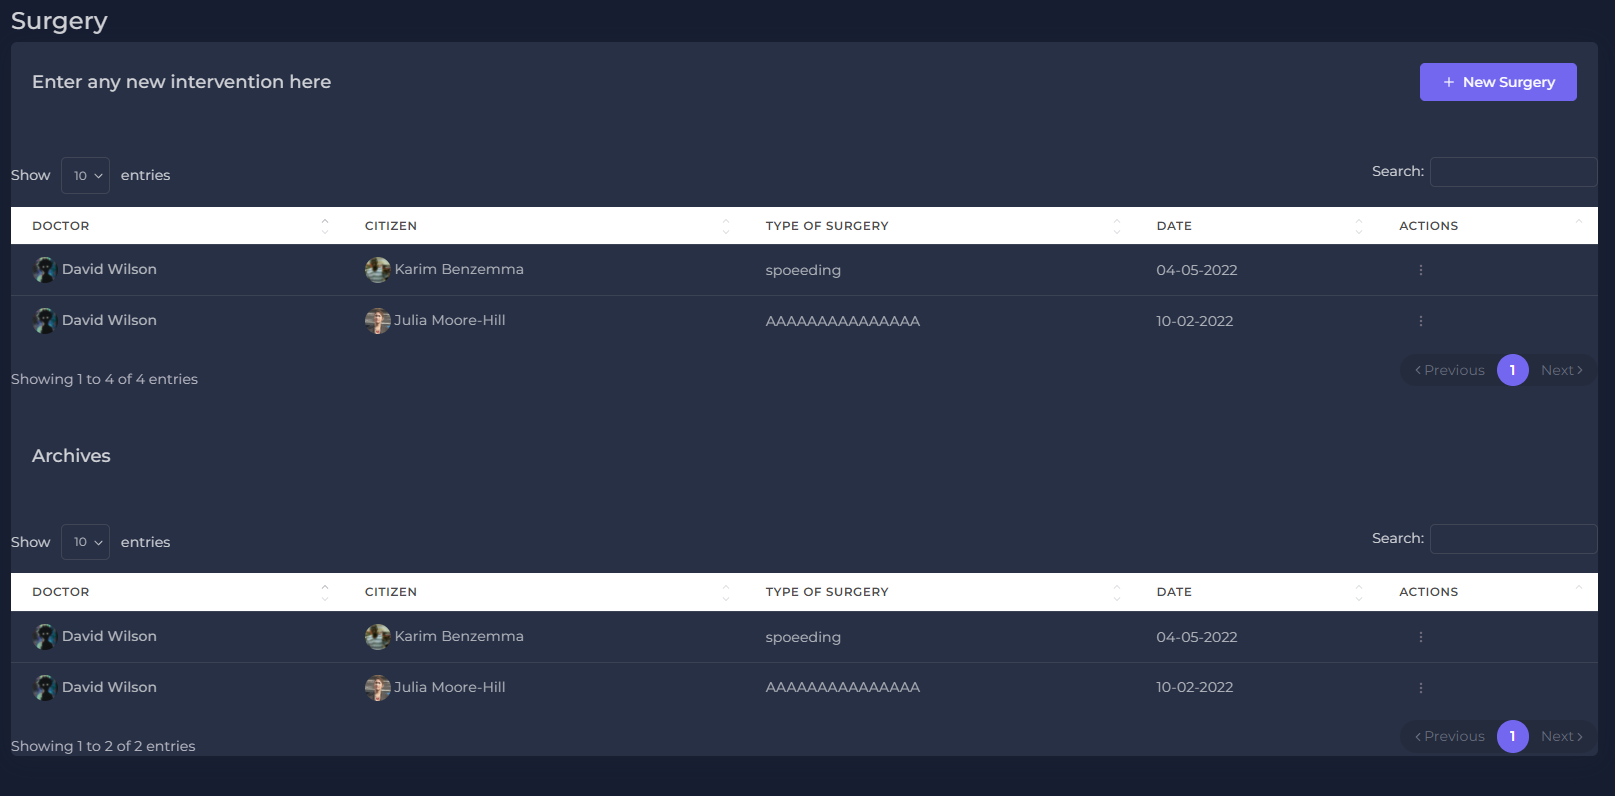 Surgery
Enter any new intervention here
+ New Surgery
Show 10 entries Search:
DOCTOR CITIZEN TYPE OF SURGERY DATE ACTIONS
David Wilson Karim Benzemma spoeeding 04-05-2022
David Wilson Julia Moore-Hill AAAAAAAAAAAAAAA 10-02-2022
Showing 1 to 4 of 4 entries Previous 1 Next
Archives
Show 10 entries Search:
DOCTOR CITIZEN TYPE OF SURGERY DATE ACTIONS
David Wilson Karim Benzemma spoeeding 04-05-2022
David Wilson Julia Moore-Hill AAAAAAAAAAAAAAA 10-02-2022
Showing 1 to 2 of 2 entries Previous 1 Next